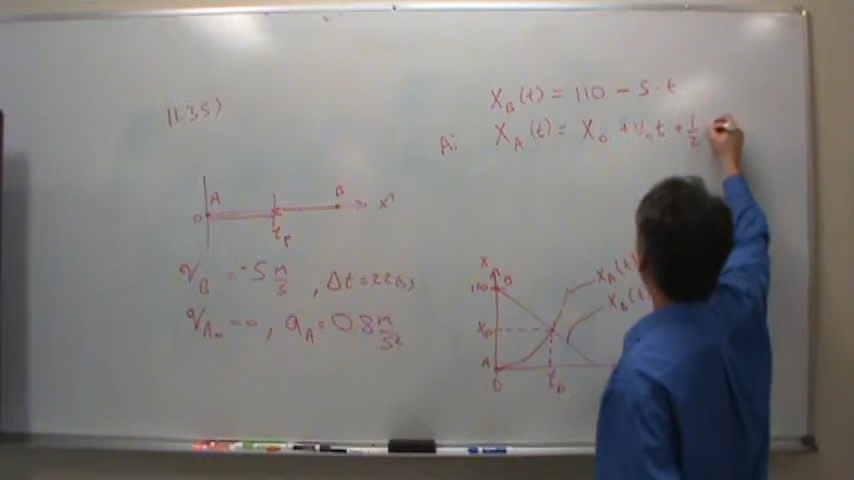 11.35)
X_B(t) = 110 - 5 · t
A: X_A(t) = X_0 + V_0 t + 1/2
A B
0 x
t_P
V_B = -5 m/s , Δt = 22(s)
V_A0 = 0 , a_A = 0.8 m/s²
X
110 B
X_A(t)
X_B(t)
X_P
A
0 t_P